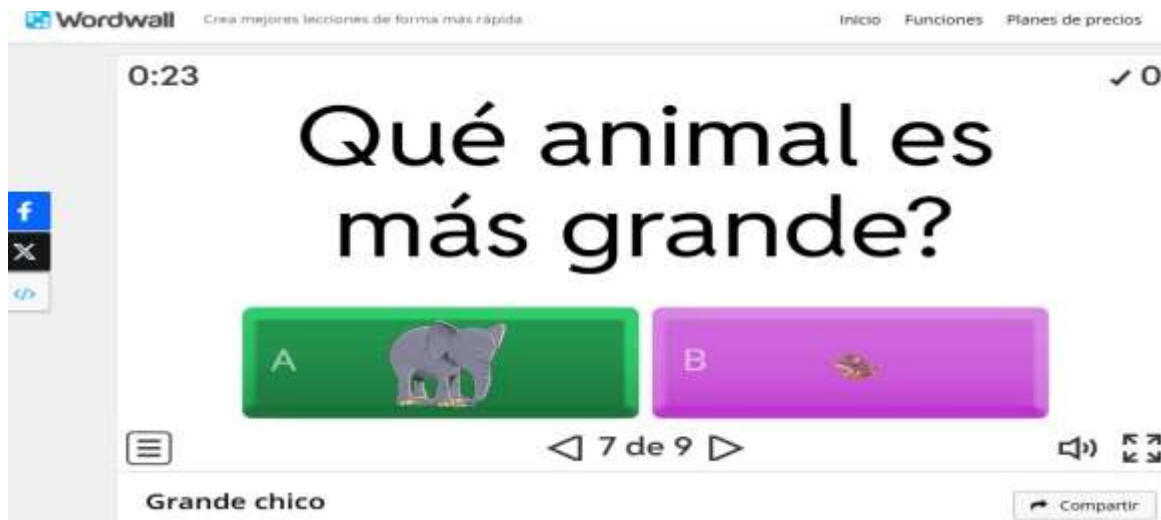 Wordwall Crea mejores lecciones de forma más rápida Inicio Funciones Planes de precios
0:23 ✓ 0
Qué animal es
más grande?
A B
7 de 9
Grande chico Compartir